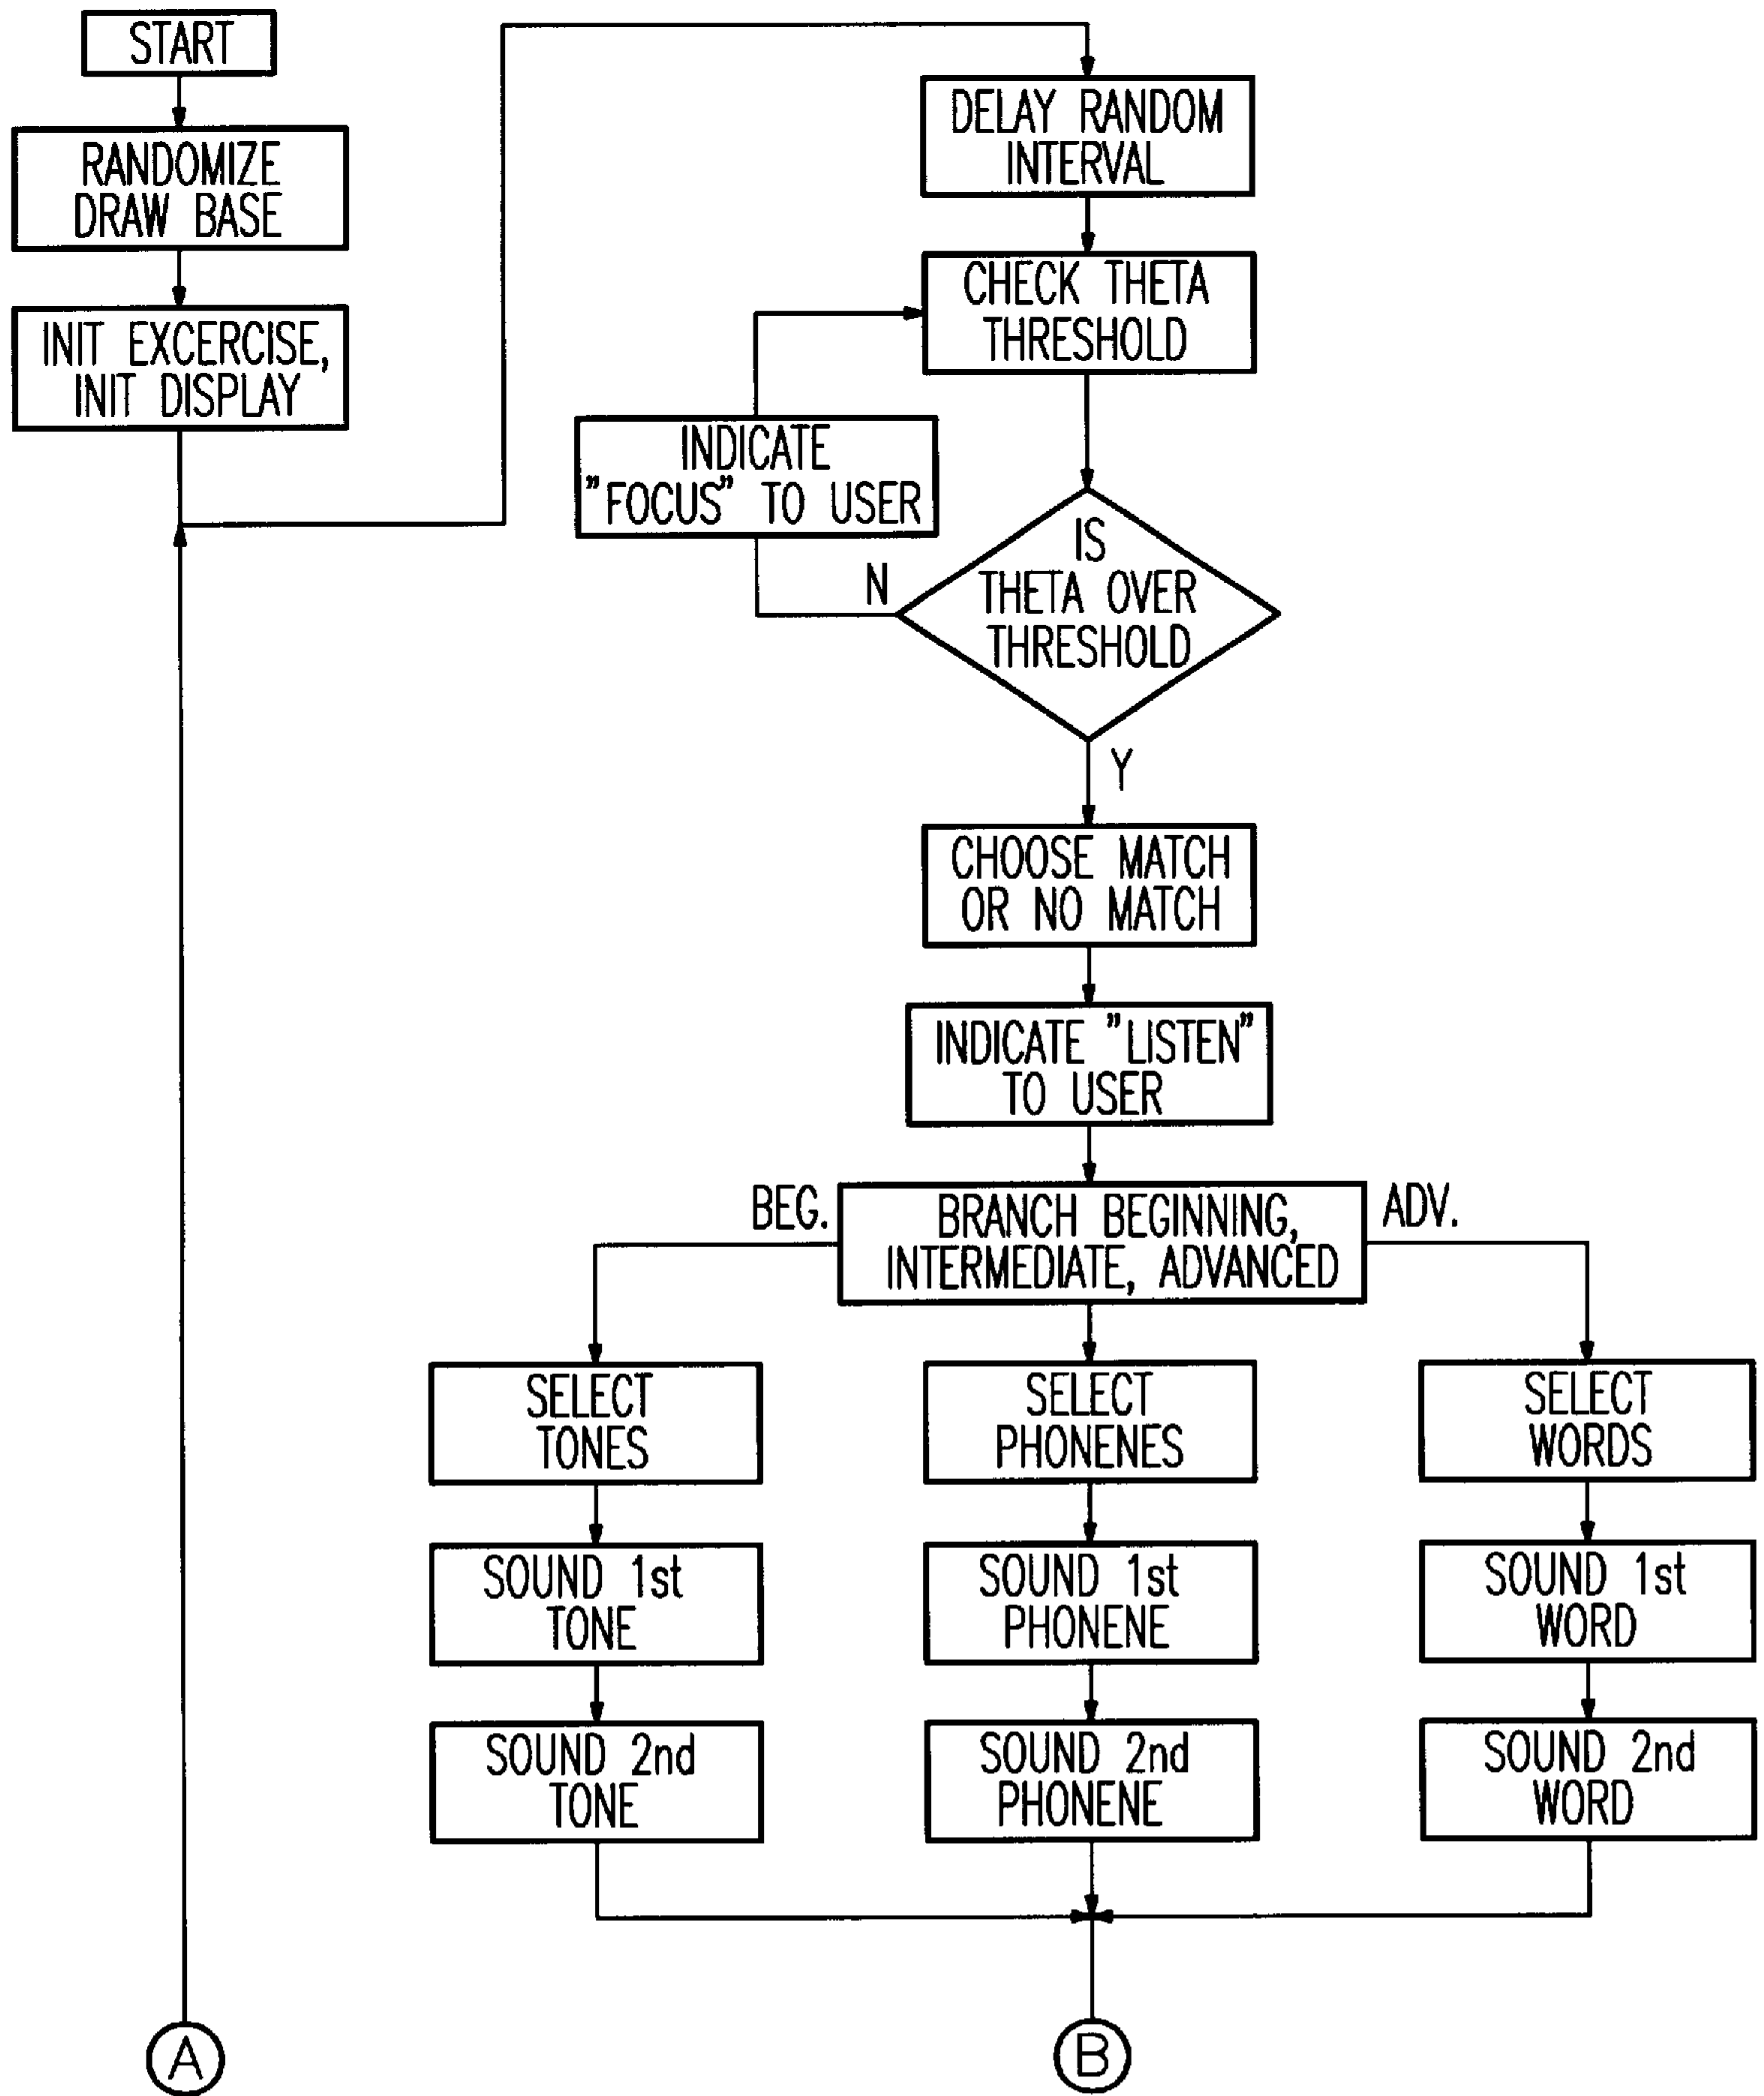 START
RANDOMIZE
DRAW BASE
INIT EXCERCISE,
INIT DISPLAY
DELAY RANDOM
INTERVAL
CHECK THETA
THRESHOLD
INDICATE
"FOCUS" TO USER
IS
THETA OVER
THRESHOLD
N
Y
CHOOSE MATCH
OR NO MATCH
INDICATE "LISTEN"
TO USER
BEG.
BRANCH BEGINNING,
INTERMEDIATE, ADVANCED
ADV.
SELECT
TONES
SOUND 1st
TONE
SOUND 2nd
TONE
SELECT
PHONENES
SOUND 1st
PHONENE
SOUND 2nd
PHONENE
SELECT
WORDS
SOUND 1st
WORD
SOUND 2nd
WORD
A
B